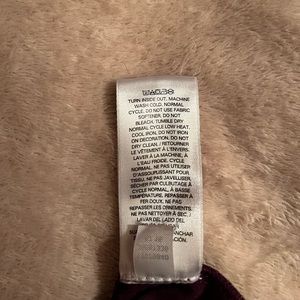 TURN INSIDE OUT, MACHINE
WASH COLD, NORMAL
CYCLE, DO NOT USE FABRIC
SOFTENER. DO NOT
BLEACH, TUMBLE DRY
NORMAL CYCLE LOW HEAT.
COOL IRON, DO NOT IRON
ON DECORATION. DO NOT
DRY CLEAN. / RETOURNER
LE VÊTEMENT À L'ENVERS.
LAVER À LA MACHINE, À
L'EAU FROIDE. CYCLE
NORMAL. NE PAS UTILISER
D'ASSOUPLISSANT POUR
TISSU. NE PAS JAVELLISER.
SÉCHER PAR CULBUTAGE À
CYCLE NORMAL À BASSE
TEMPÉRATURE. REPASSER
À BASSE TEMP. NE PAS
REPASSER LES ORNEMENTS.
NE PAS NETTOYER À SEC. /
LAVAR DEL LADO DEL